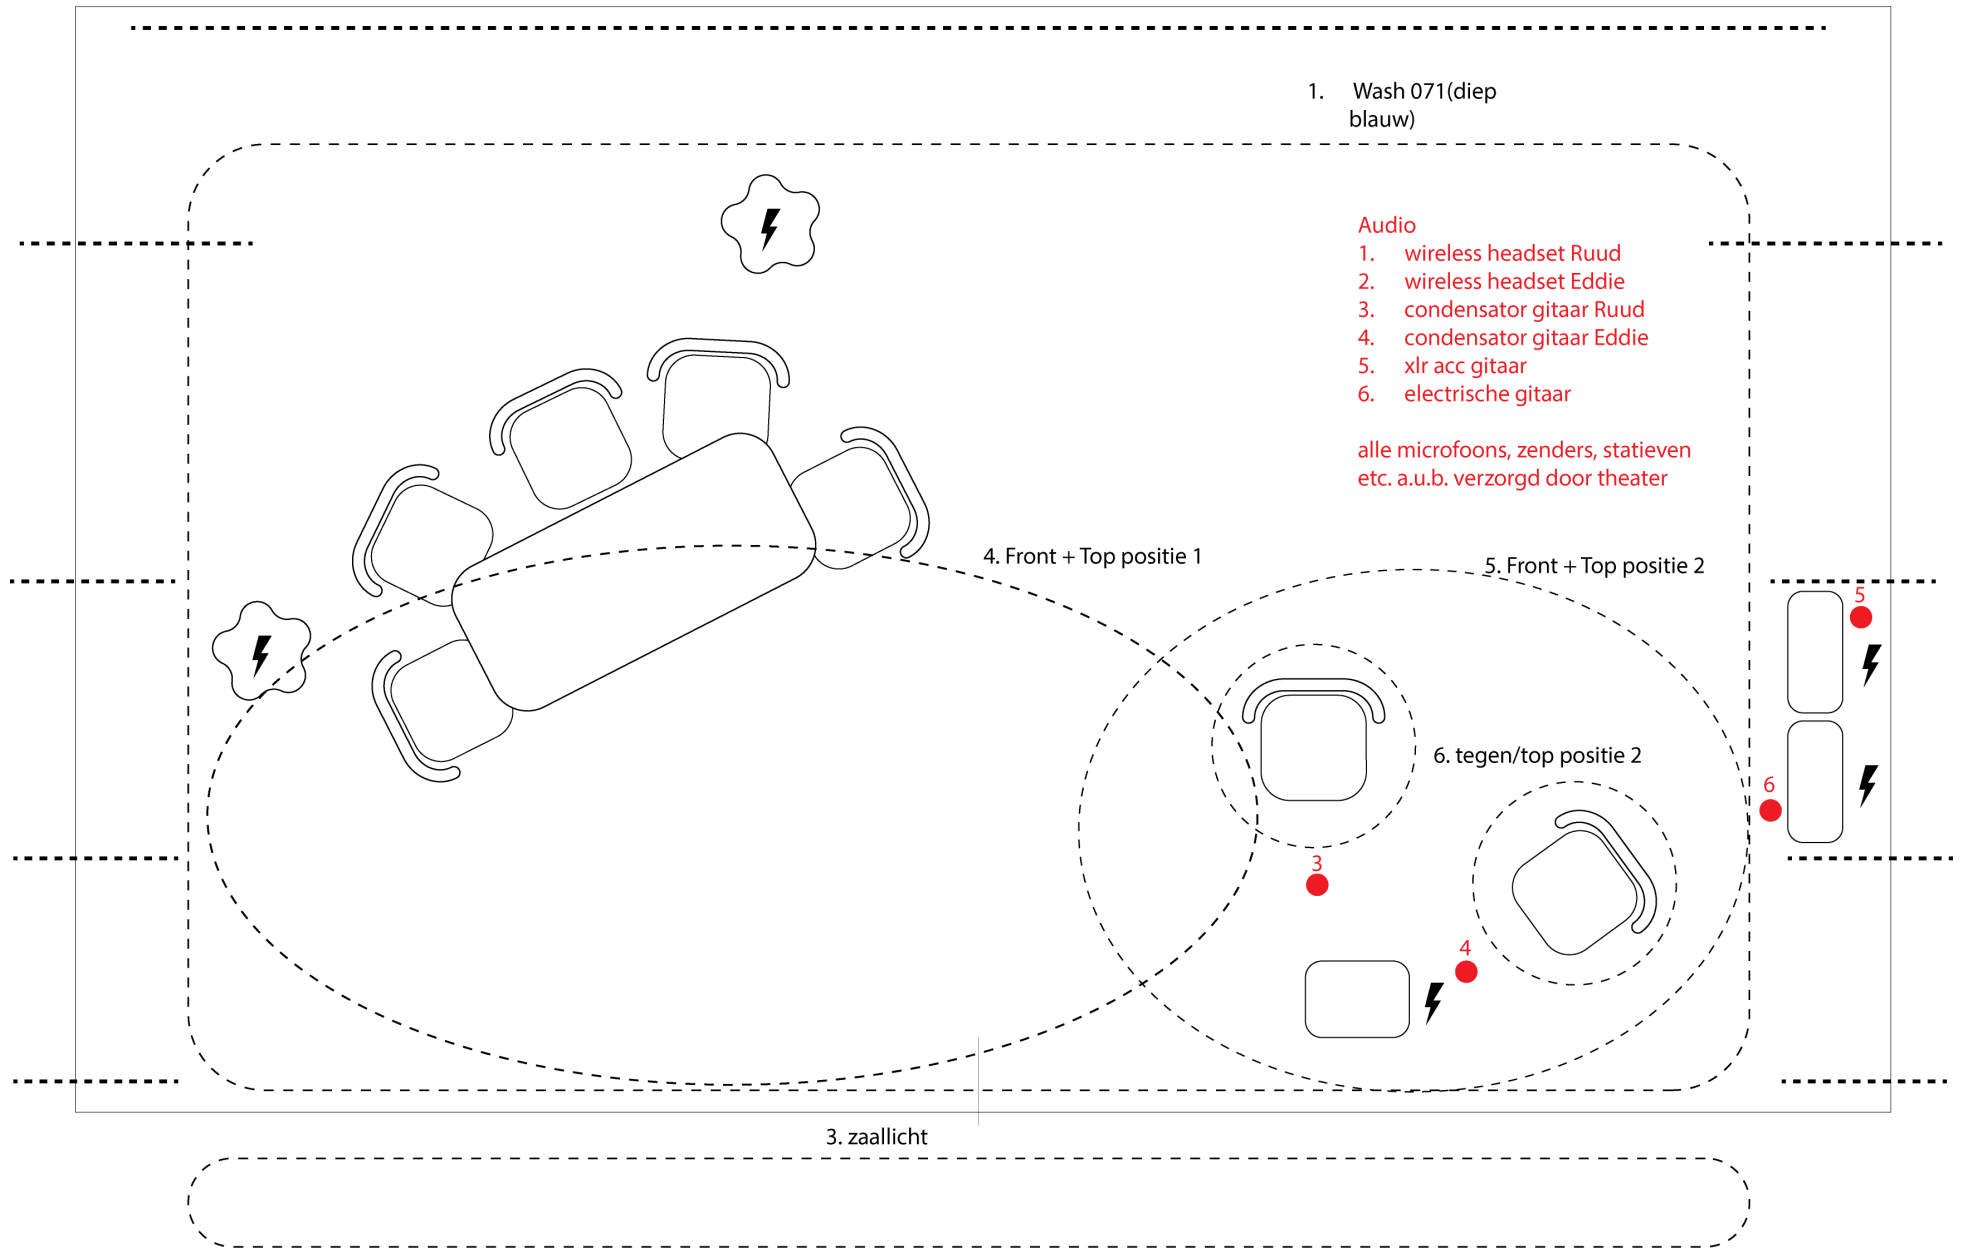 1. Wash 071(diep
blauw)
Audio
1. wireless headset Ruud
2. wireless headset Eddie
3. condensator gitaar Ruud
4. condensator gitaar Eddie
5. xlr acc gitaar
6. electrische gitaar
alle microfoons, zenders, statieven
etc. a.u.b. verzorgd door theater
4. Front + Top positie 1
5. Front + Top positie 2
5
6. tegen/top positie 2
6
3
4
3. zaallicht